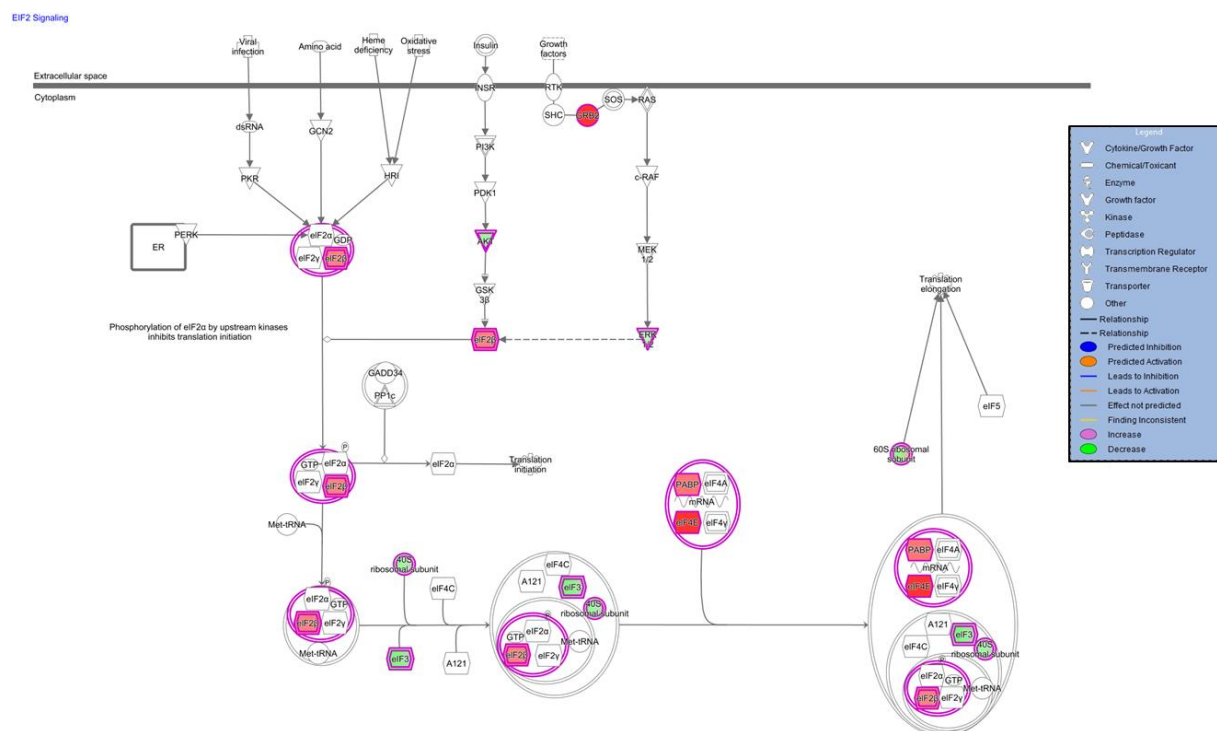 EIF2 Signaling
Viral
infection
Amino acid
Heme
deficiency
Oxidative
stress
Insulin
Growth
factors
Extracellular space
Cytoplasm
INSR
RTK
SHC
GRB2
SOS
RAS
dsRNA
GCN2
PKR
HRI
PI3K
PDK1
c-RAF
PERK
ER
eIF2α
GDP
eIF2γ
eIF2β
AKT
MEK
1/2
GSK
3β
Phosphorylation of eIF2α by upstream kinases
inhibits translation initiation
eIF2β
ERK
1/2
GADD34
PP1c
Translation
elongation
eIF5
60S ribosomal
subunit
P
GTP
eIF2α
eIF2γ
eIF2β
eIF2α
Translation
initiation
PABP
eIF4A
mRNA
eIF4E
eIF4γ
Met-tRNA
P
eIF2α
GTP
eIF2β
eIF2γ
Met-tRNA
40S
ribosomal subunit
eIF4C
eIF3
A121
eIF4C
A121
eIF3
40S
ribosomal subunit
GTP
eIF2α
Met-tRNA
eIF2β
eIF2γ
PABP
eIF4A
mRNA
eIF4E
eIF4γ
A121
eIF3
eIF4C
40S
ribosomal subunit
P
eIF2α
GTP
Met-tRNA
eIF2β
eIF2γ
Legend
Cytokine/Growth Factor
Chemical/Toxicant
Enzyme
Growth factor
Kinase
Peptidase
Transcription Regulator
Transmembrane Receptor
Transporter
Other
Relationship
Relationship
Predicted Inhibition
Predicted Activation
Leads to Inhibition
Leads to Activation
Effect not predicted
Finding Inconsistent
Increase
Decrease